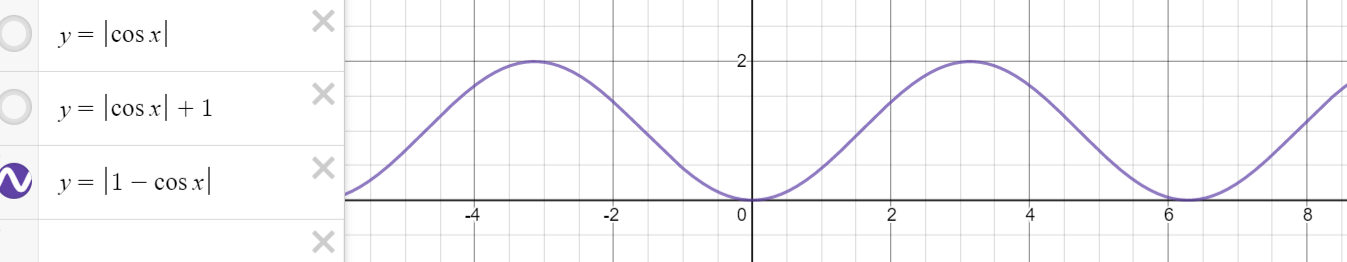 y = |cos x|
y = |cos x| + 1
y = |1 − cos x|
2
-4 -2 0 2 4 6 8